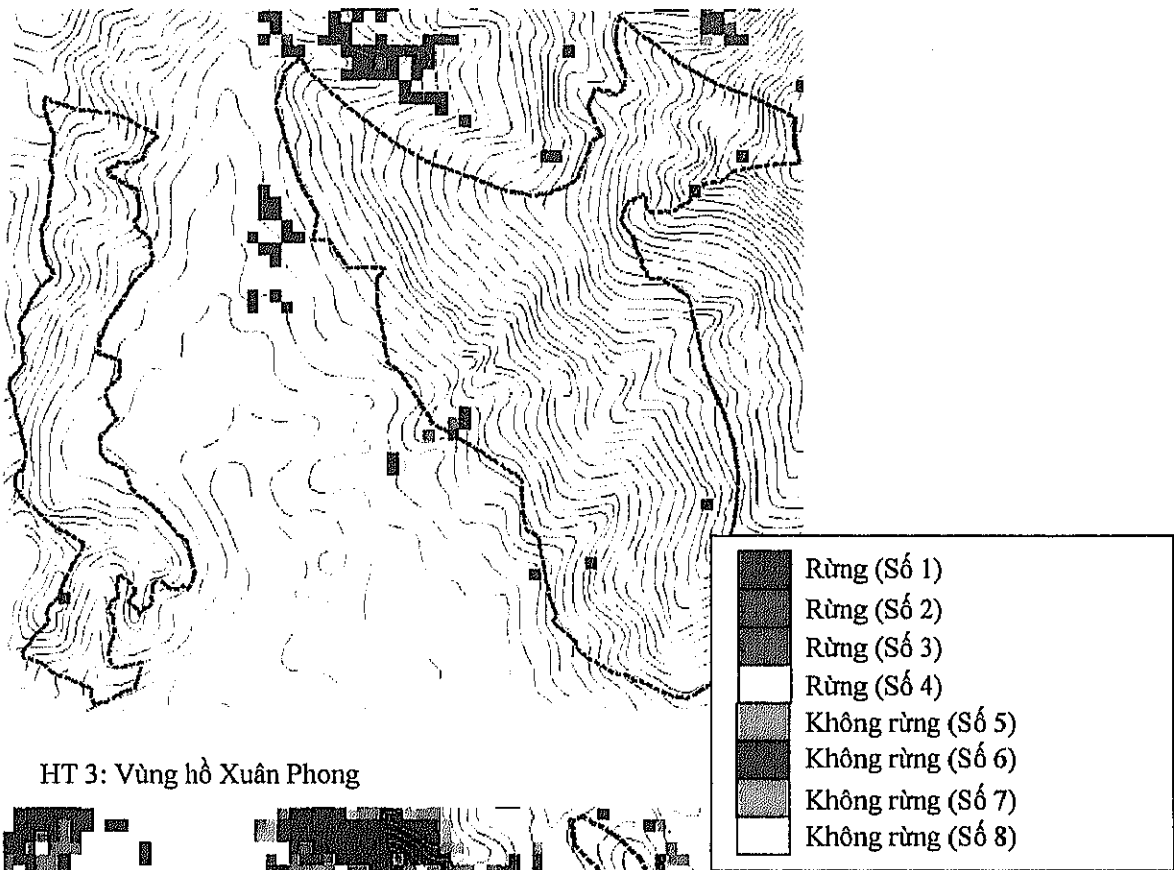 Rừng (Số 1)
Rừng (Số 2)
Rừng (Số 3)
Rừng (Số 4)
Không rừng (Số 5)
Không rừng (Số 6)
Không rừng (Số 7)
Không rừng (Số 8)
HT 3: Vùng hồ Xuân Phong